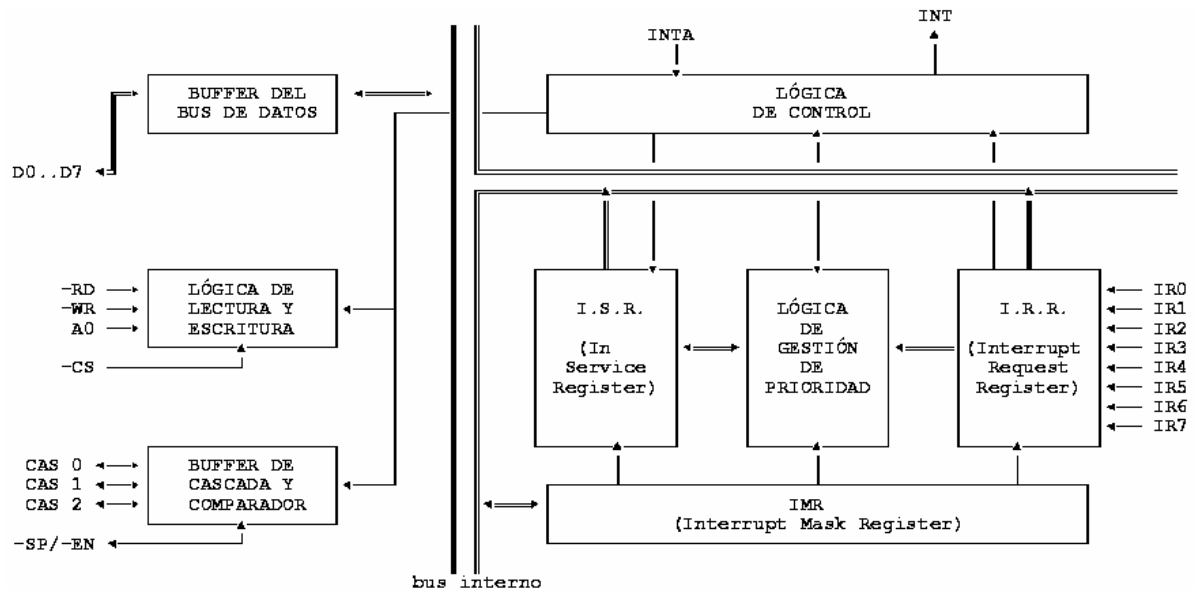 INTA
INT
BUFFER DEL
BUS DE DATOS
LÓGICA
DE CONTROL
D0..D7
-RD
-WR
A0
-CS
LÓGICA DE
LECTURA Y
ESCRITURA
I.S.R.
(In
Service
Register)
LÓGICA
DE
GESTIÓN
DE
PRIORIDAD
I.R.R.
(Interrupt
Request
Register)
IR0
IR1
IR2
IR3
IR4
IR5
IR6
IR7
CAS 0
CAS 1
CAS 2
-SP/-EN
BUFFER DE
CASCADA Y
COMPARADOR
IMR
(Interrupt Mask Register)
bus interno